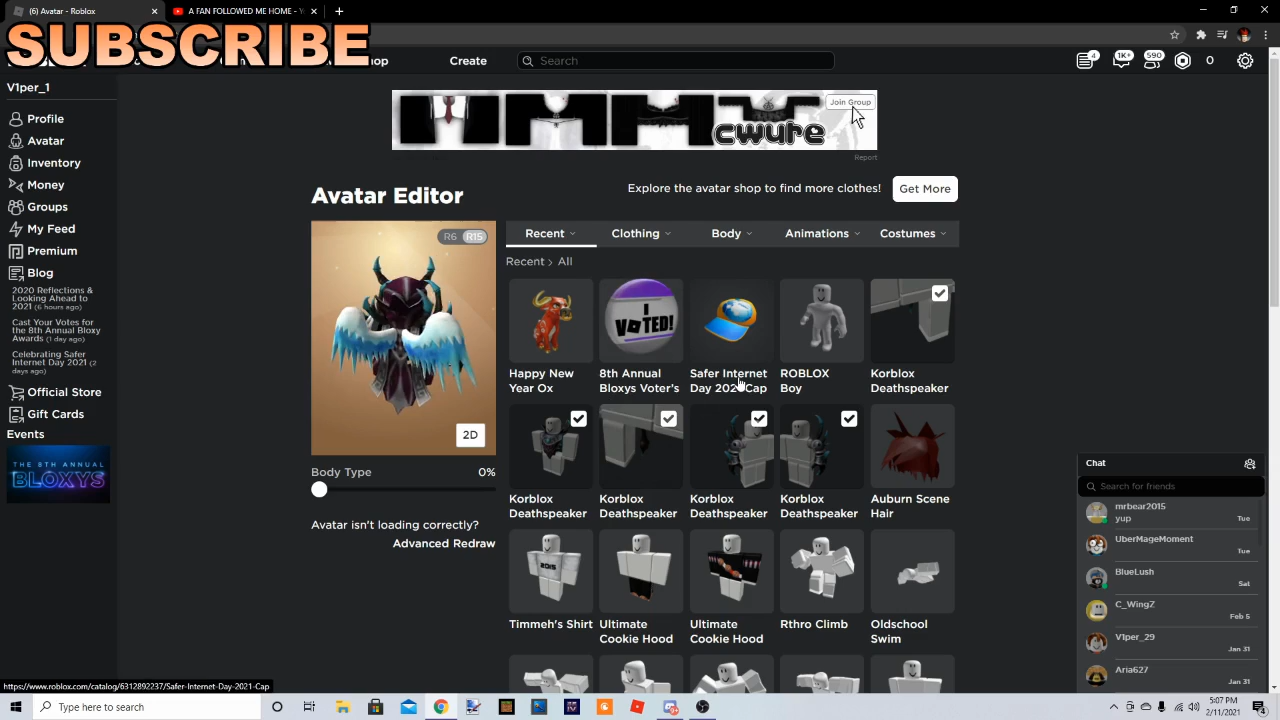 (6) Avatar - Roblox
A FAN FOLLOWED ME HOME - Y
SUBSCRIBE
Create
Search
1K+
590
0
V1per_1
Profile
Avatar
Inventory
Money
Groups
My Feed
Premium
Blog
2020 Reflections &
Looking Ahead to
2021 (6 hours ago)
Cast Your Votes for
the 8th Annual Bloxy
Awards (1 day ago)
Celebrating Safer
Internet Day 2021 (2
days ago)
Official Store
Gift Cards
Events
THE 8TH ANNUAL
BLOXYS
cwute
Join Group
Report
Avatar Editor
Explore the avatar shop to find more clothes!
Get More
R6 R15
2D
Body Type 0%
Avatar isn't loading correctly?
Advanced Redraw
Recent Clothing Body Animations Costumes
Recent > All
I VOTED!
Happy New
Year Ox
8th Annual
Bloxys Voter's
Safer Internet
Day 2021 Cap
ROBLOX
Boy
Korblox
Deathspeaker
Korblox
Deathspeaker
Korblox
Deathspeaker
Korblox
Deathspeaker
Korblox
Deathspeaker
Auburn Scene
Hair
Timmeh's Shirt
Ultimate
Cookie Hood
Ultimate
Cookie Hood
Rthro Climb
Oldschool
Swim
Chat
Search for friends
mrbear2015
yup
Tue
UberMageMoment
Tue
BlueLush
Sat
C_WingZ
Feb 5
V1per_29
Jan 31
Aria627
Jan 31
https://www.roblox.com/catalog/6312892237/Safer-Internet-Day-2021-Cap
Type here to search
5:07 PM
2/11/2021